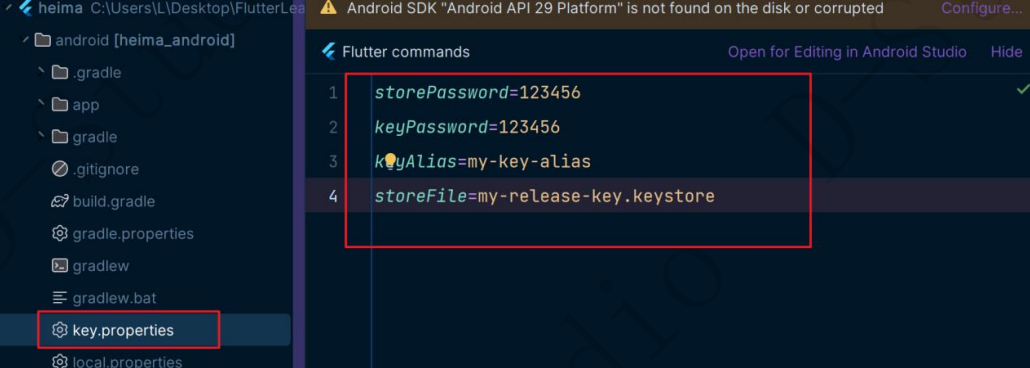 heima C:\Users\L\Desktop\FlutterLea
android [heima_android]
.gradle
app
gradle
.gitignore
build.gradle
gradle.properties
gradlew
gradlew.bat
key.properties
local.properties
Android SDK "Android API 29 Platform" is not found on the disk or corrupted Configure...
Flutter commands Open for Editing in Android Studio Hide
1 storePassword=123456
2 keyPassword=123456
3 keyAlias=my-key-alias
4 storeFile=my-release-key.keystore